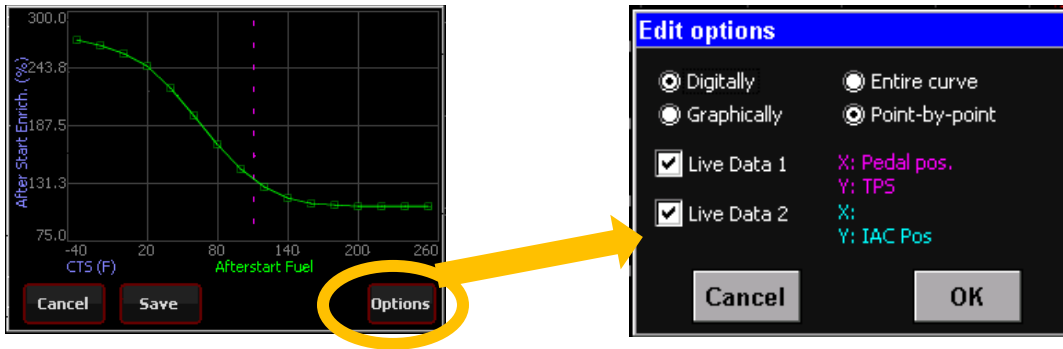 300.0
243.8
187.5
131.3
75.0
After Start Enrich. (%)
-40 20 80 140 200 260
CTS (F) Afterstart Fuel
Cancel Save Options
Edit options
Digitally Entire curve
Graphically Point-by-point
Live Data 1 X: Pedal pos.
Y: TPS
Live Data 2 X:
Y: IAC Pos
Cancel OK